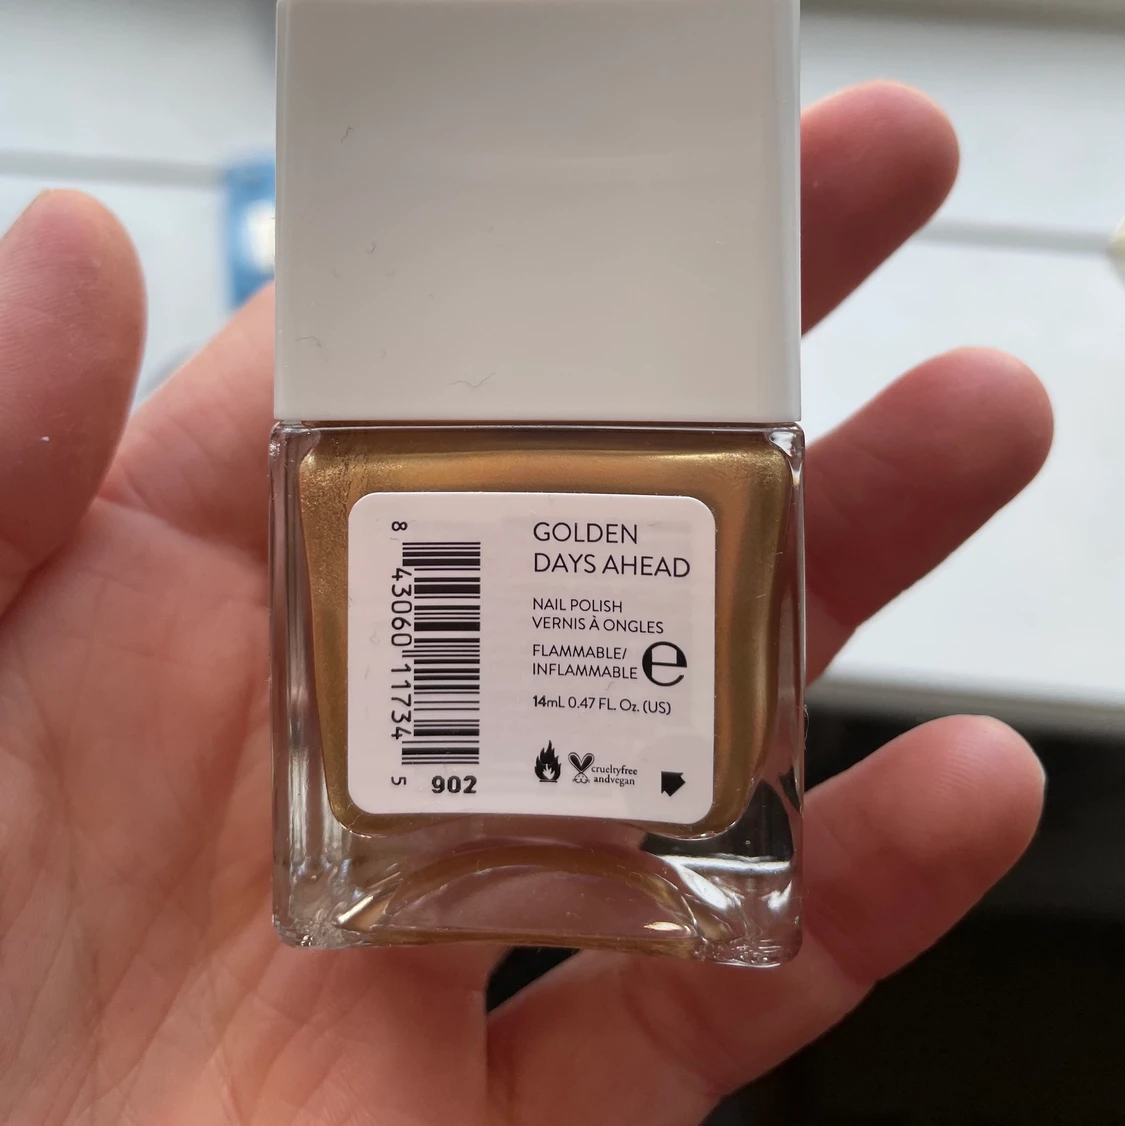 8 43060 11734 5
902
GOLDEN
DAYS AHEAD
NAIL POLISH
VERNIS À ONGLES
FLAMMABLE/
INFLAMMABLE
e
14mL 0.47 FL. Oz. (US)
crueltyfree
andvegan